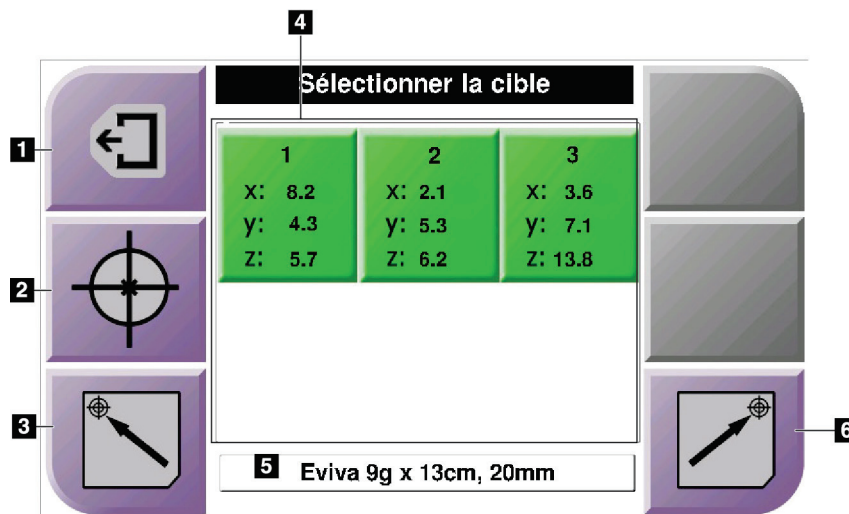 4
Sélectionner la cible
1
1 2 3
x: 8.2 x: 2.1 x: 3.6
y: 4.3 y: 5.3 y: 7.1
z: 5.7 z: 6.2 z: 13.8
2
3
6
5 Eviva 9g x 13cm, 20mm